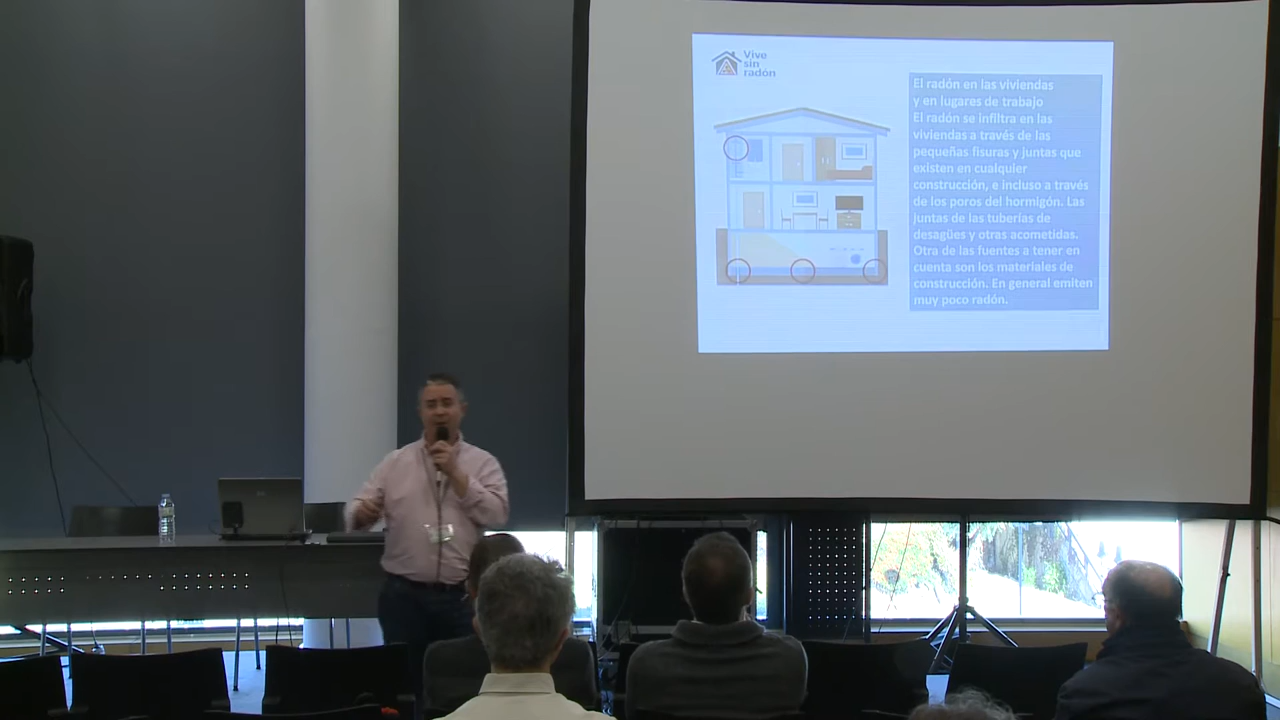 Vive
sin
radón
El radón en las viviendas
y en lugares de trabajo
El radón se infiltra en las
viviendas a través de las
pequeñas fisuras y juntas que
existen en cualquier
construcción, e incluso a través
de los poros del hormigón. Las
juntas de las tuberías de
desagües y otras acometidas.
Otra de las fuentes a tener en
cuenta son los materiales de
construcción. En general emiten
muy poco radón.